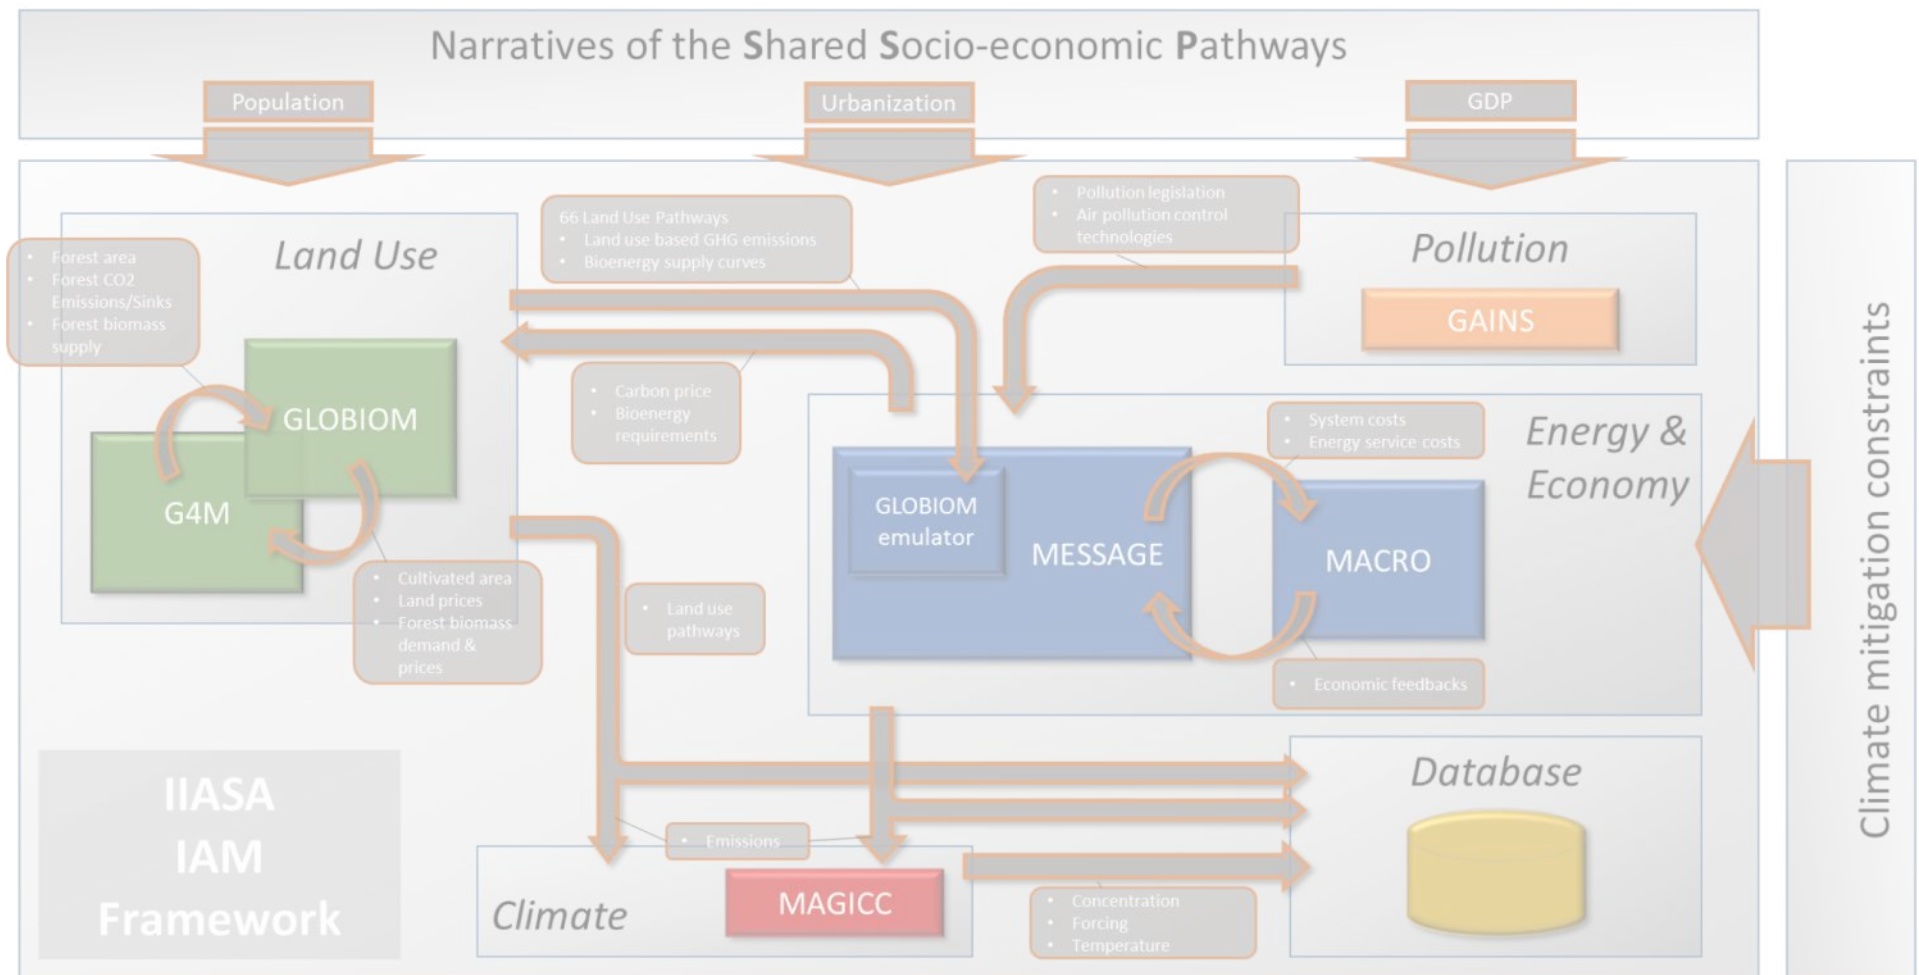 Narratives of the Shared Socio-economic Pathways
Population
Urbanization
GDP
Land Use
• Forest area
• Forest CO2
Emissions/Sinks
• Forest biomass
supply
GLOBIOM
G4M
• Cultivated area
• Land prices
• Forest biomass
demand &
prices
66 Land Use Pathways
• Land use based GHG emissions
• Bioenergy supply curves
• Carbon price
• Bioenergy
requirements
• Pollution legislation
• Air pollution control
technologies
Pollution
GAINS
Energy &
Economy
• System costs
• Energy service costs
GLOBIOM
emulator
MESSAGE
MACRO
• Economic feedbacks
• Land use
pathways
• Emissions
Climate
MAGICC
• Concentration
• Forcing
• Temperature
Database
IIASA
IAM
Framework
Climate mitigation constraints